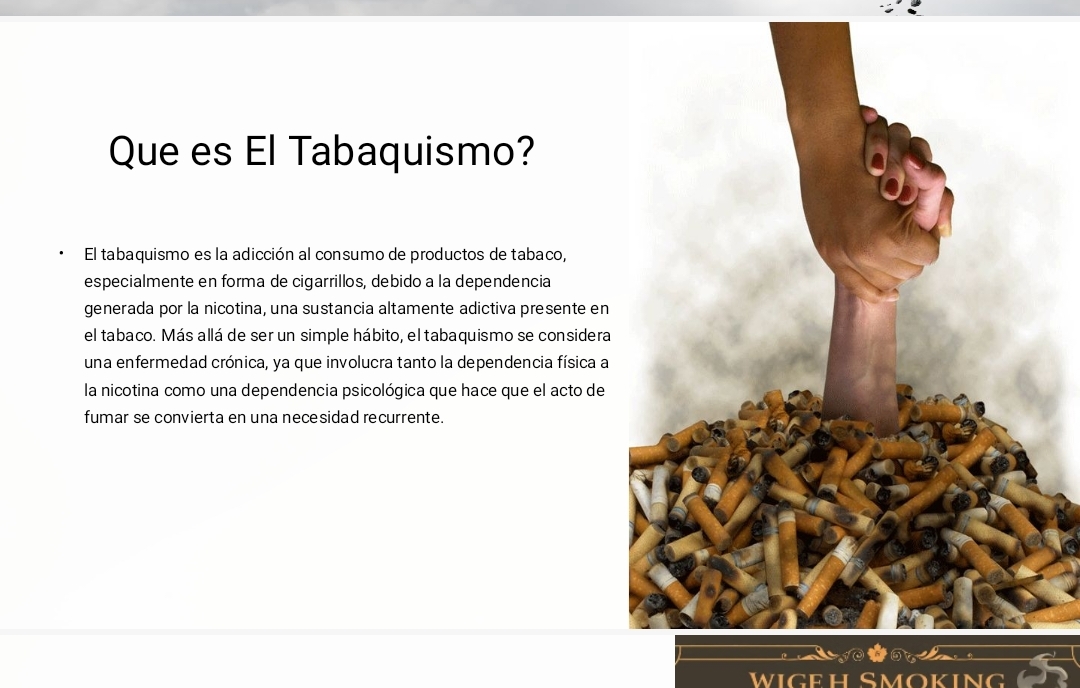 Que es El Tabaquismo?
• El tabaquismo es la adicción al consumo de productos de tabaco,
especialmente en forma de cigarrillos, debido a la dependencia
generada por la nicotina, una sustancia altamente adictiva presente en
el tabaco. Más allá de ser un simple hábito, el tabaquismo se considera
una enfermedad crónica, ya que involucra tanto la dependencia física a
la nicotina como una dependencia psicológica que hace que el acto de
fumar se convierta en una necesidad recurrente.
WIGEH SMOKING